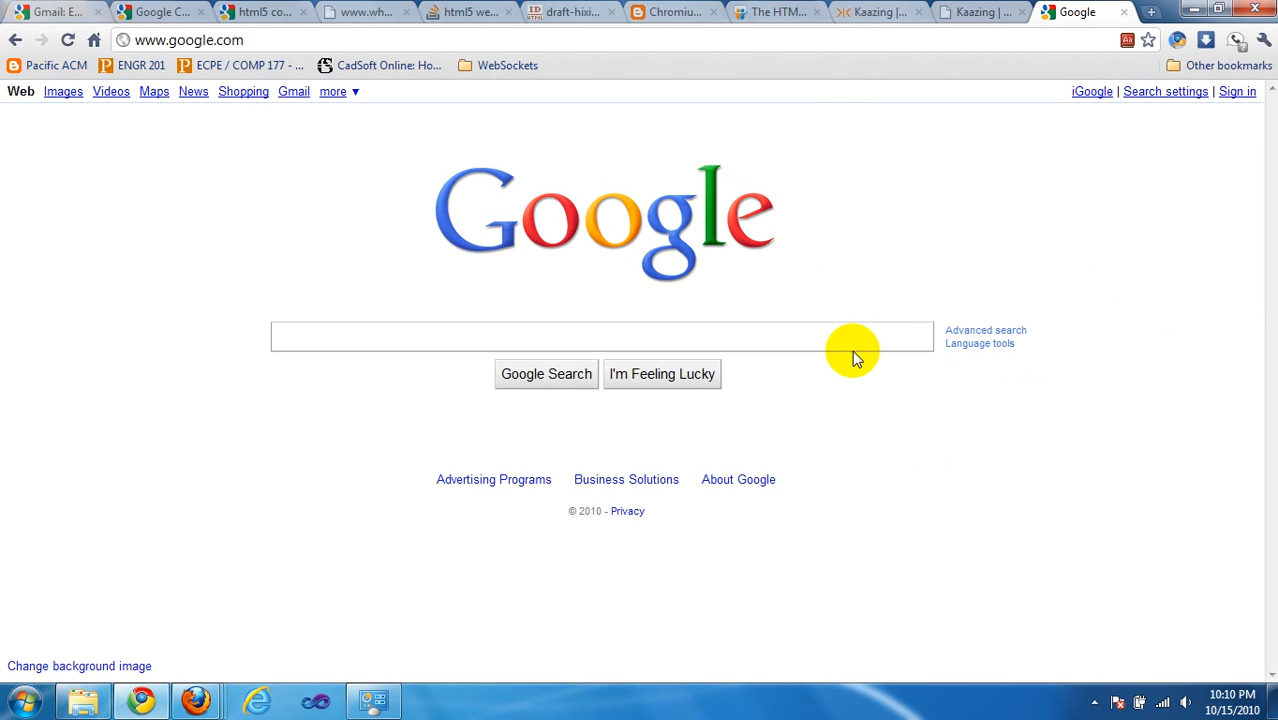 Gmail: E... Google C... html5 co... www.wh... html5 we... draft-hixi... Chromiu... The HTM... Kaazing |... Kaazing | ... Google
www.google.com
Pacific ACM ENGR 201 ECPE / COMP 177 - ... CadSoft Online: Ho... WebSockets Other bookmarks
Web Images Videos Maps News Shopping Gmail more ▼ iGoogle | Search settings | Sign in
Google
Advanced search
Language tools
Google Search I'm Feeling Lucky
Advertising Programs Business Solutions About Google
© 2010 - Privacy
Change background image
10:10 PM
10/15/2010